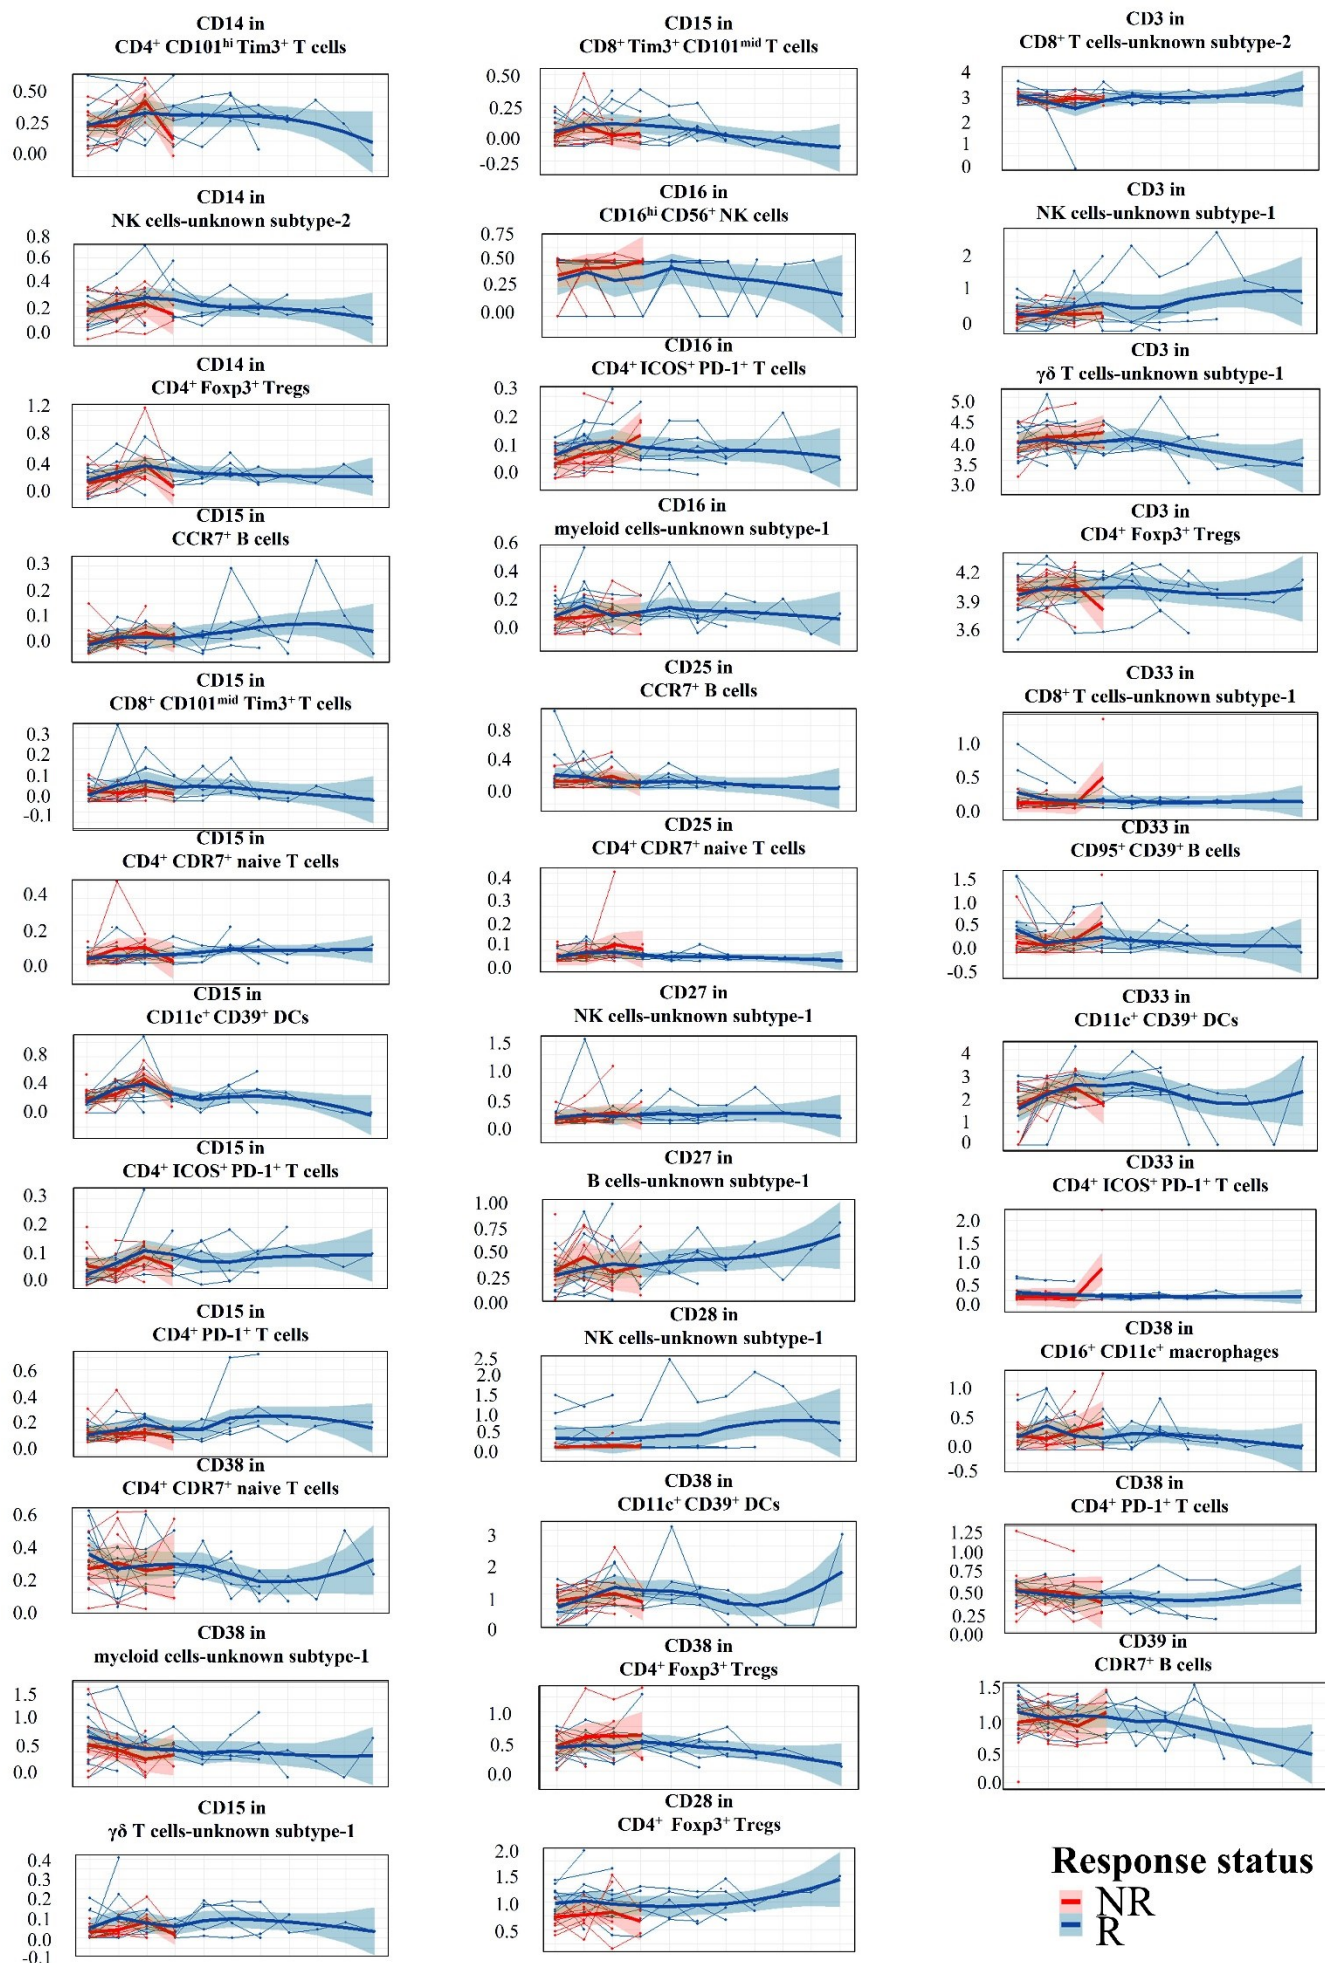 CD14 in
CD4⁺ CD101ʰⁱ Tim3⁺ T cells
0.50
0.25
0.00
CD14 in
NK cells-unknown subtype-2
0.8
0.6
0.4
0.2
0.0
CD14 in
CD4⁺ Foxp3⁺ Tregs
1.2
0.8
0.4
0.0
CD15 in
CCR7⁺ B cells
0.3
0.2
0.1
0.0
CD15 in
CD8⁺ CD101ᵐⁱᵈ Tim3⁺ T cells
0.3
0.2
0.1
0.0
-0.1
CD15 in
CD4⁺ CDR7⁺ naive T cells
0.4
0.2
0.0
CD15 in
CD11c⁺ CD39⁺ DCs
0.8
0.4
0.0
CD15 in
CD4⁺ ICOS⁺ PD-1⁺ T cells
0.3
0.2
0.1
0.0
CD15 in
CD4⁺ PD-1⁺ T cells
0.6
0.4
0.2
0.0
CD38 in
CD4⁺ CDR7⁺ naive T cells
0.6
0.4
0.2
0.0
CD38 in
myeloid cells-unknown subtype-1
1.5
1.0
0.5
0.0
CD15 in
γδ T cells-unknown subtype-1
0.4
0.3
0.2
0.1
0.0
-0.1
CD15 in
CD8⁺ Tim3⁺ CD101ᵐⁱᵈ T cells
0.50
0.25
0.00
-0.25
CD16 in
CD16ʰⁱ CD56⁺ NK cells
0.75
0.50
0.25
0.00
CD16 in
CD4⁺ ICOS⁺ PD-1⁺ T cells
0.3
0.2
0.1
0.0
CD16 in
myeloid cells-unknown subtype-1
0.6
0.4
0.2
0.0
CD25 in
CCR7⁺ B cells
0.8
0.4
0.0
CD25 in
CD4⁺ CDR7⁺ naive T cells
0.4
0.3
0.2
0.1
0.0
CD27 in
NK cells-unknown subtype-1
1.5
1.0
0.5
0.0
CD27 in
B cells-unknown subtype-1
1.00
0.75
0.50
0.25
0.00
CD28 in
NK cells-unknown subtype-1
2.5
2.0
1.5
1.0
0.5
0.0
CD38 in
CD11c⁺ CD39⁺ DCs
3
2
1
0
CD38 in
CD4⁺ Foxp3⁺ Tregs
1.0
0.5
0.0
CD28 in
CD4⁺ Foxp3⁺ Tregs
2.0
1.5
1.0
0.5
CD3 in
CD8⁺ T cells-unknown subtype-2
4
3
2
1
0
CD3 in
NK cells-unknown subtype-1
2
1
0
CD3 in
γδ T cells-unknown subtype-1
5.0
4.5
4.0
3.5
3.0
CD3 in
CD4⁺ Foxp3⁺ Tregs
4.2
3.9
3.6
CD33 in
CD8⁺ T cells-unknown subtype-1
1.0
0.5
0.0
CD33 in
CD95⁺ CD39⁺ B cells
1.5
1.0
0.5
0.0
-0.5
CD33 in
CD11c⁺ CD39⁺ DCs
4
3
2
1
0
CD33 in
CD4⁺ ICOS⁺ PD-1⁺ T cells
2.0
1.5
1.0
0.5
0.0
CD38 in
CD16⁺ CD11c⁺ macrophages
1.0
0.5
0.0
-0.5
CD38 in
CD4⁺ PD-1⁺ T cells
1.25
1.00
0.50
0.25
0.00
CD39 in
CDR7⁺ B cells
1.5
1.0
0.5
0.0
Response status
NR
R